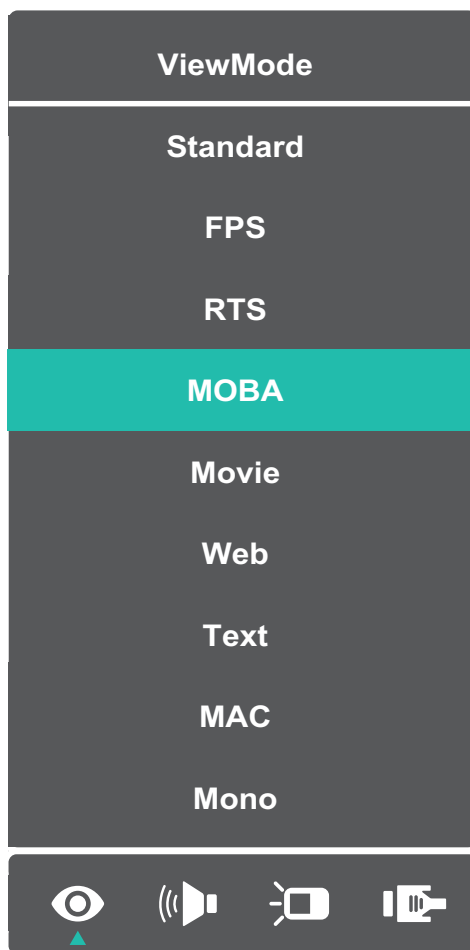 ViewMode
Standard
FPS
RTS
MOBA
Movie
Web
Text
MAC
Mono